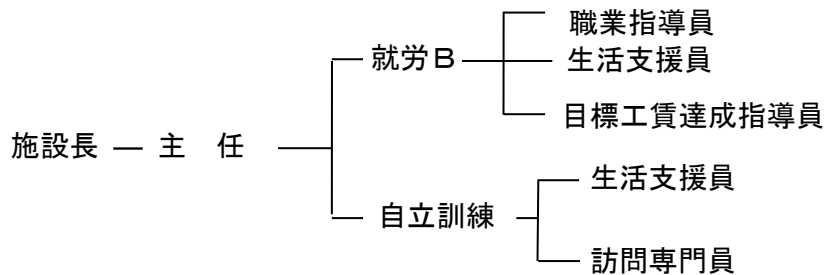 職業指導員
就労Ｂ
生活支援員
目標工賃達成指導員
施設長 ― 主　任
生活支援員
自立訓練
訪問専門員